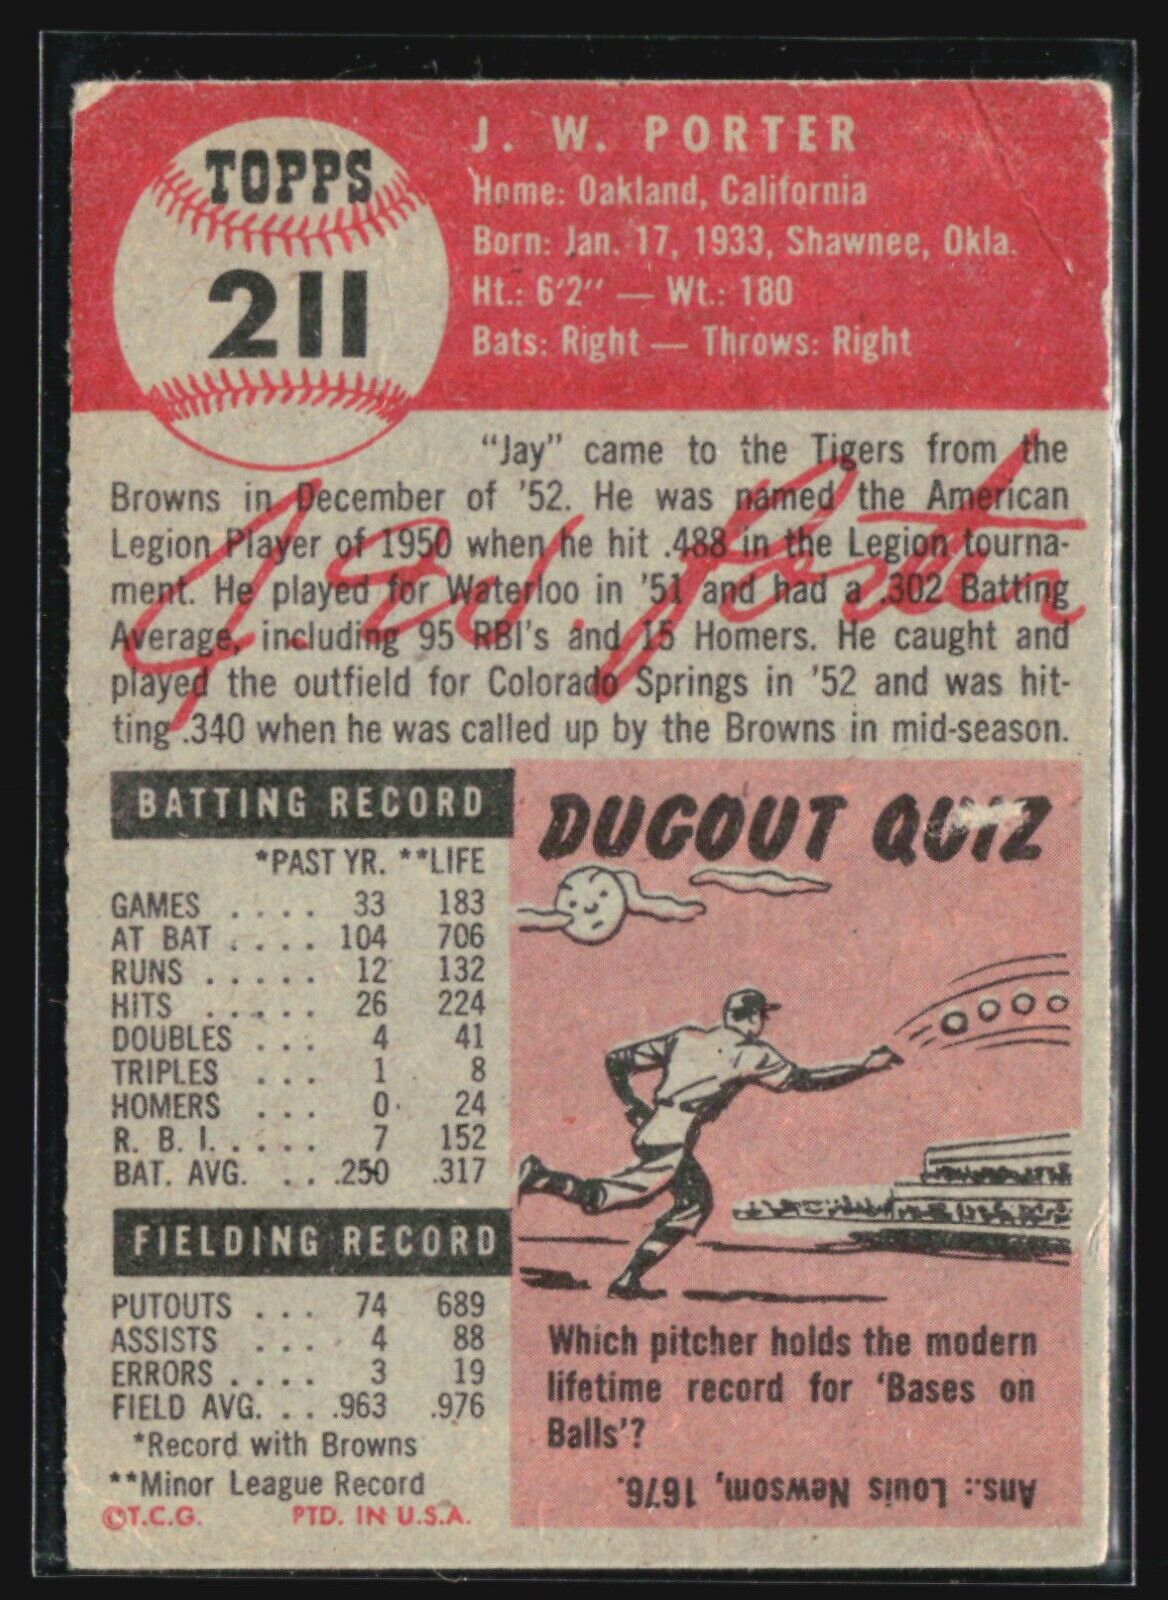 TOPPS
211
J. W. PORTER
Home: Oakland, California
Born: Jan. 17, 1933, Shawnee, Okla.
Ht.: 6'2" — Wt.: 180
Bats: Right — Throws: Right
"Jay" came to the Tigers from the
Browns in December of '52. He was named the American
Legion Player of 1950 when he hit .488 in the Legion tourna-
ment. He played for Waterloo in '51 and had a .302 Batting
Average, including 95 RBI's and 15 Homers. He caught and
played the outfield for Colorado Springs in '52 and was hit-
ting .340 when he was called up by the Browns in mid-season.
J. W. Porter
BATTING RECORD
*PAST YR. **LIFE
GAMES . . . . 33 183
AT BAT . . . . 104 706
RUNS . . . . . 12 132
HITS . . . . . 26 224
DOUBLES . . . 4 41
TRIPLES . . . 1 8
HOMERS . . . 0 24
R. B. I. . . . . 7 152
BAT. AVG. . . .250 .317
FIELDING RECORD
PUTOUTS . . . 74 689
ASSISTS . . . 4 88
ERRORS . . . . 3 19
FIELD AVG. . . .963 .976
*Record with Browns
**Minor League Record
©T.C.G. PTD. IN U.S.A.
DUGOUT QUIZ
Which pitcher holds the modern
lifetime record for 'Bases on
Balls'?
Ans.: Louis Newsom, 1676.